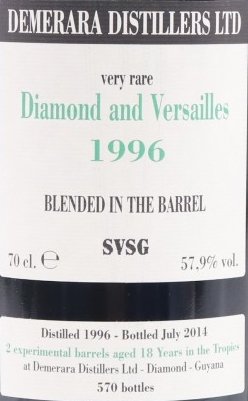 DEMERARA DISTILLERS LTD
very rare
Diamond and Versailles
1996
BLENDED IN THE BARREL
SVSG
70 cl. ℮ 57,9% vol.
Distilled 1996 - Bottled July 2014
2 experimental barrels aged 18 Years in the Tropics
at Demerara Distillers Ltd - Diamond - Guyana
570 bottles